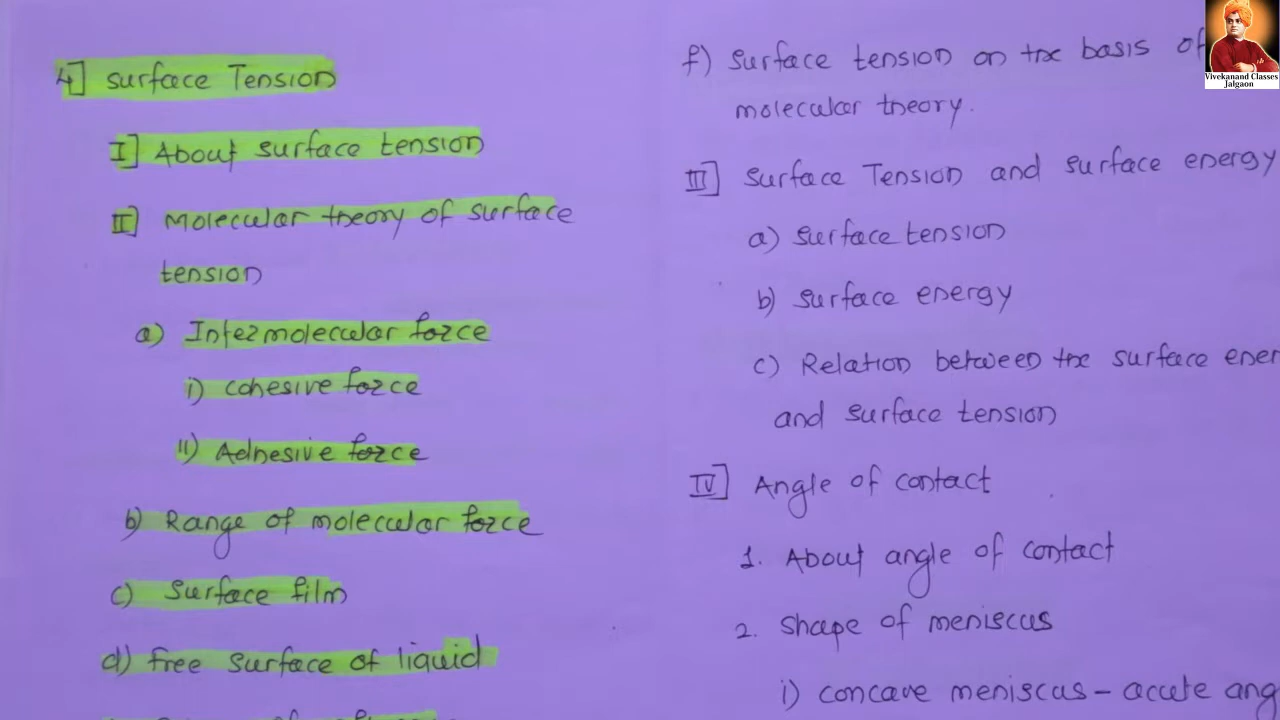 4] Surface Tension
I] About surface tension
II] Molecular theory of surface
tension
a) Intermolecular force
i) cohesive force
ii) Adhesive force
b) Range of molecular force
c) Surface film
d) free surface of liquid
f) Surface tension on the basis of
molecular theory.
III] Surface Tension and surface energy
a) Surface tension
b) Surface energy
c) Relation between the surface ener
and surface tension
IV] Angle of contact
1. About angle of contact
2. Shape of meniscus
i) concave meniscus - accute ang
Vivekanand Classes
Jalgaon